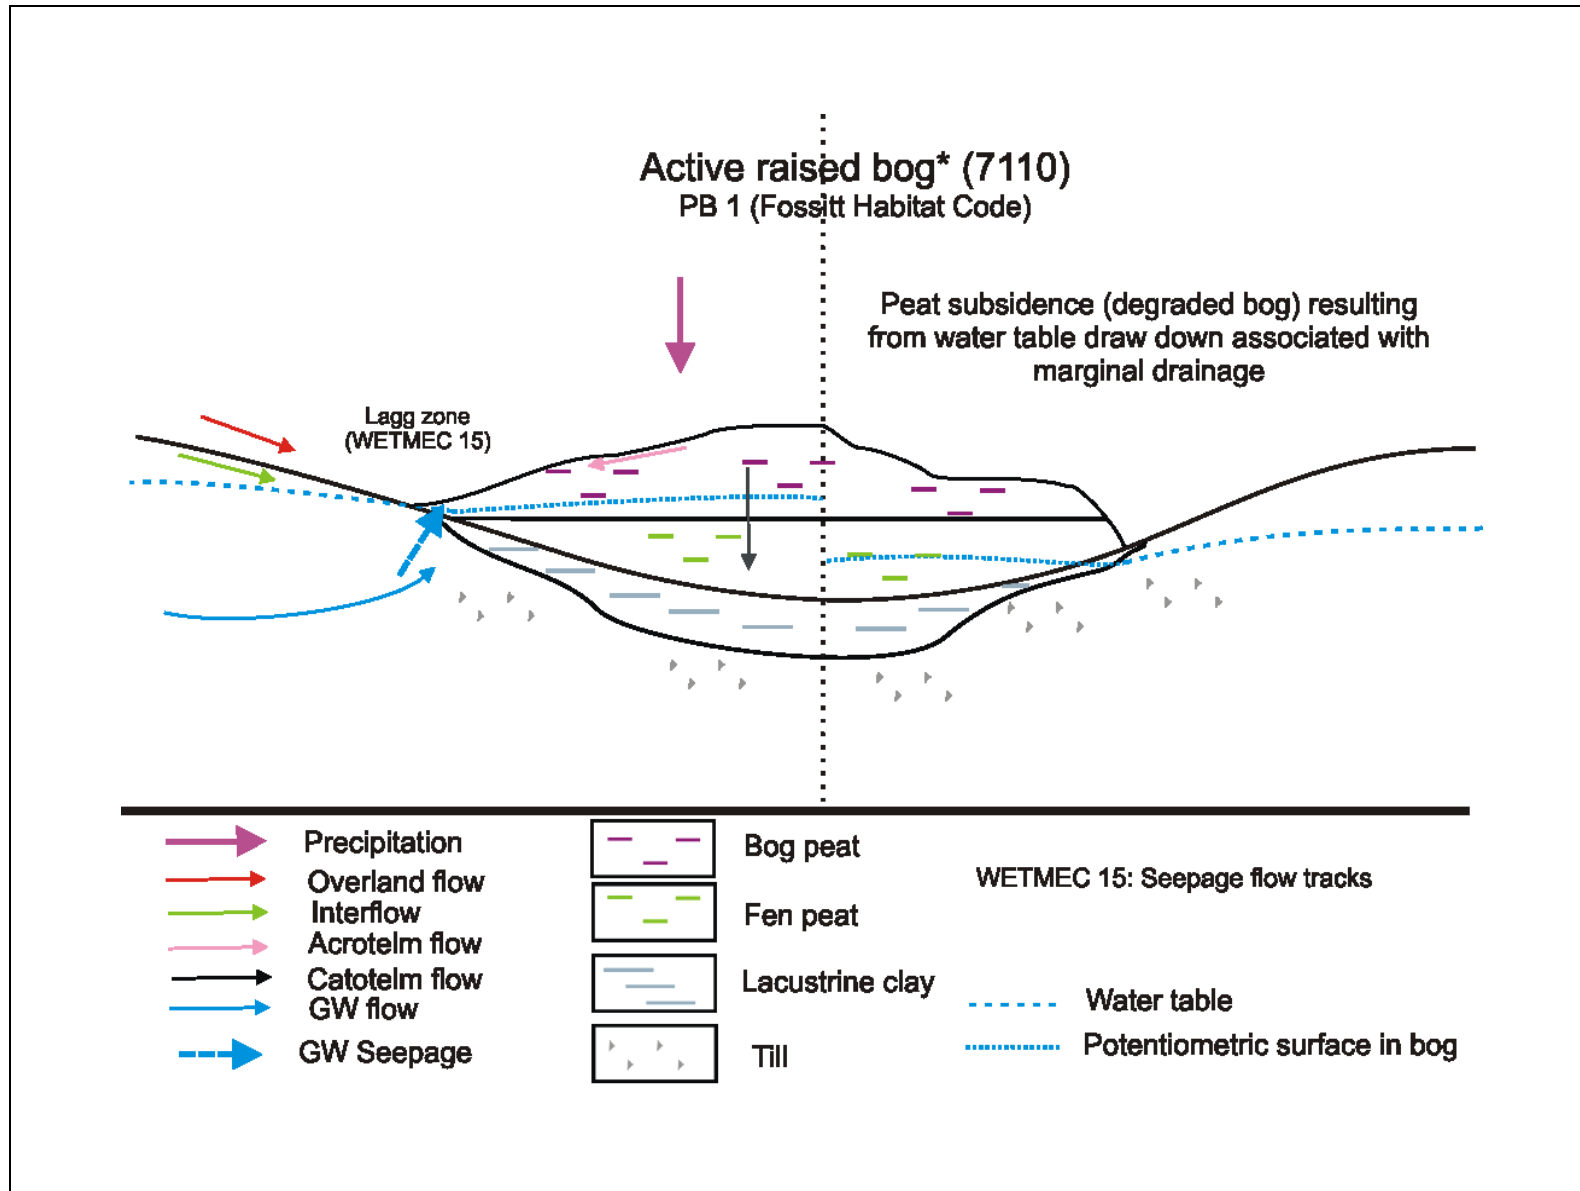 Active raised bog* (7110)
PB 1 (Fossitt Habitat Code)
Peat subsidence (degraded bog) resulting
from water table draw down associated with
marginal drainage
Lagg zone
(WETMEC 15)
Precipitation
Overland flow
Interflow
Acrotelm flow
Catotelm flow
GW flow
GW Seepage
Bog peat
Fen peat
Lacustrine clay
Till
WETMEC 15: Seepage flow tracks
Water table
Potentiometric surface in bog